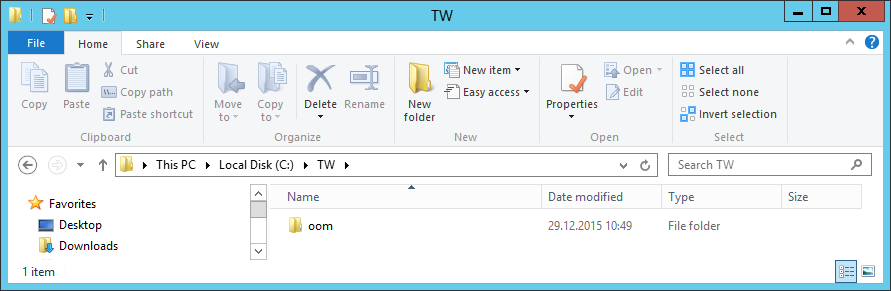 TW
File Home Share View
Copy
Paste
Cut
Copy path
Paste shortcut
Clipboard
Move to
Copy to
Delete
Rename
Organize
New folder
New item
Easy access
New
Properties
Open
Edit
Open
Select all
Select none
Invert selection
Select
This PC Local Disk (C:) TW
Search TW
Favorites
Desktop
Downloads
Name Date modified Type Size
oom 29.12.2015 10:49 File folder
1 item